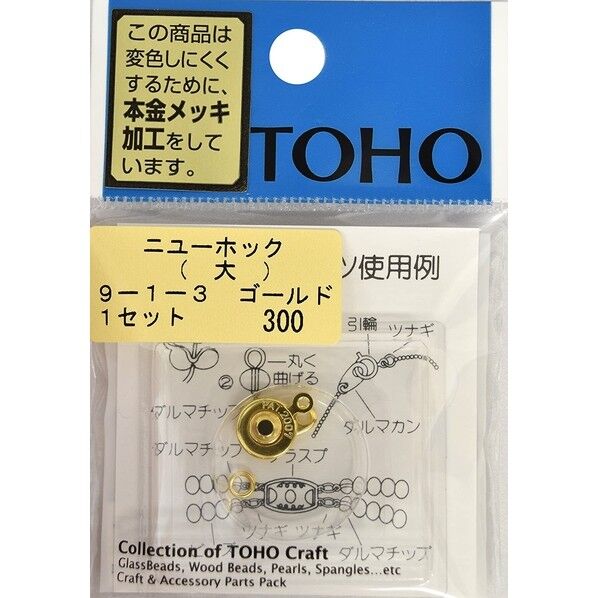 この商品は
変色しにくく
するために、
本金メッキ
加工をして
います。
TOHO
ニューホック
(大)
9-1-3 ゴールド
1セット 300
ツ使用例
引輪 ツナギ
② 丸く
曲げる
ダルマチップ
ダルマカン
PAT.2007
クラスプ
ツナギ ツナギ
ダルマチップ ダルマチップ
Collection of TOHO Craft
GlassBeads, Wood Beads, Pearls, Spangles...etc
Craft & Accessory Parts Pack